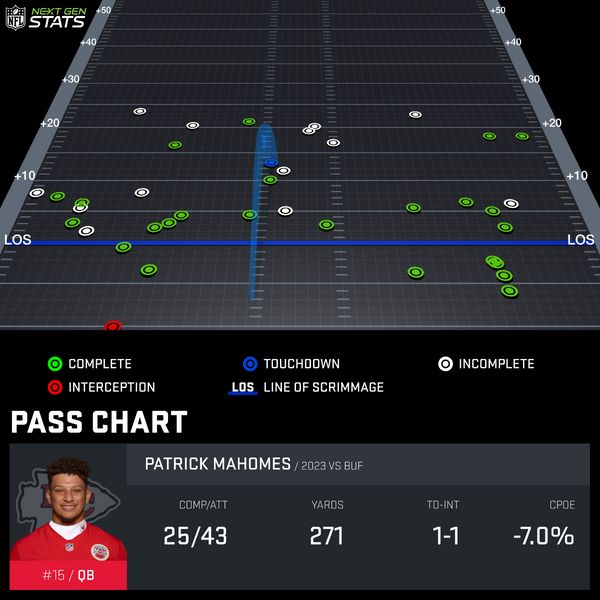 NFL NEXT GEN STATS
+50 +50
+40 +40
+30 +30
+20 +20
+10 +10
LOS LOS
COMPLETE TOUCHDOWN INCOMPLETE
INTERCEPTION LOS LINE OF SCRIMMAGE
PASS CHART
PATRICK MAHOMES / 2023 VS BUF
COMP/ATT YARDS TD-INT CPOE
25/43 271 1-1 -7.0%
#15 / QB